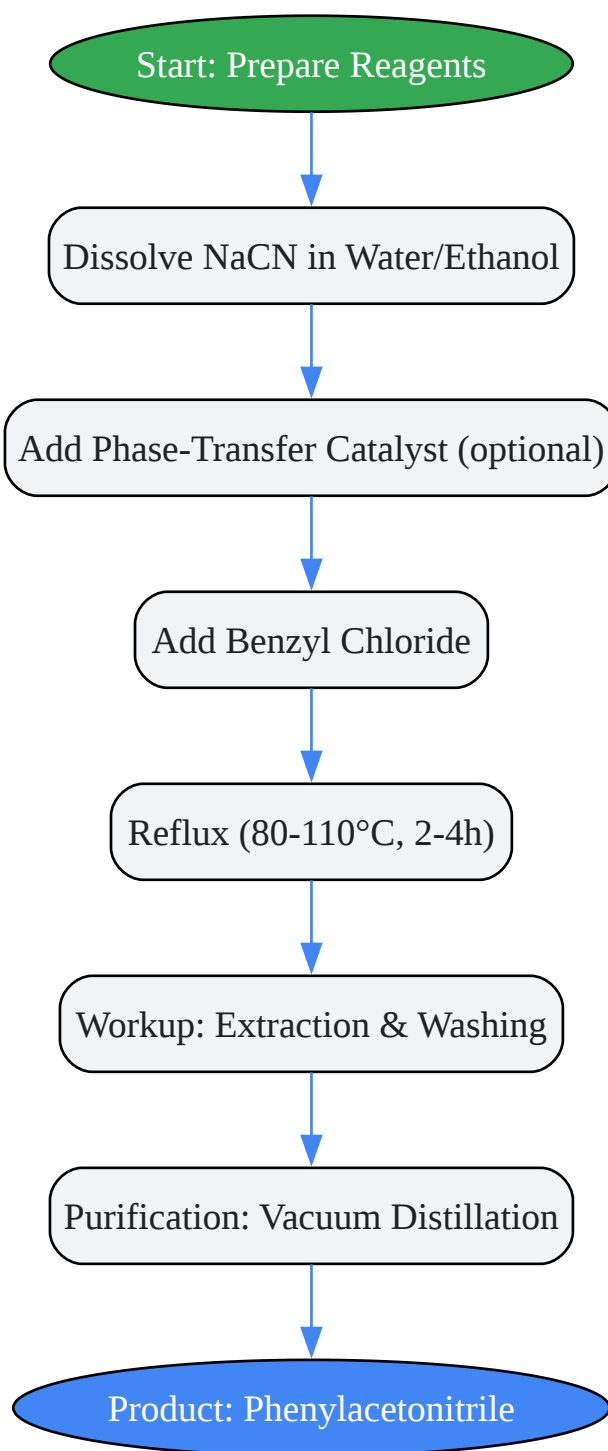 Start: Prepare Reagents
Dissolve NaCN in Water/Ethanol
Add Phase-Transfer Catalyst (optional)
Add Benzyl Chloride
Reflux (80-110°C, 2-4h)
Workup: Extraction & Washing
Purification: Vacuum Distillation
Product: Phenylacetonitrile